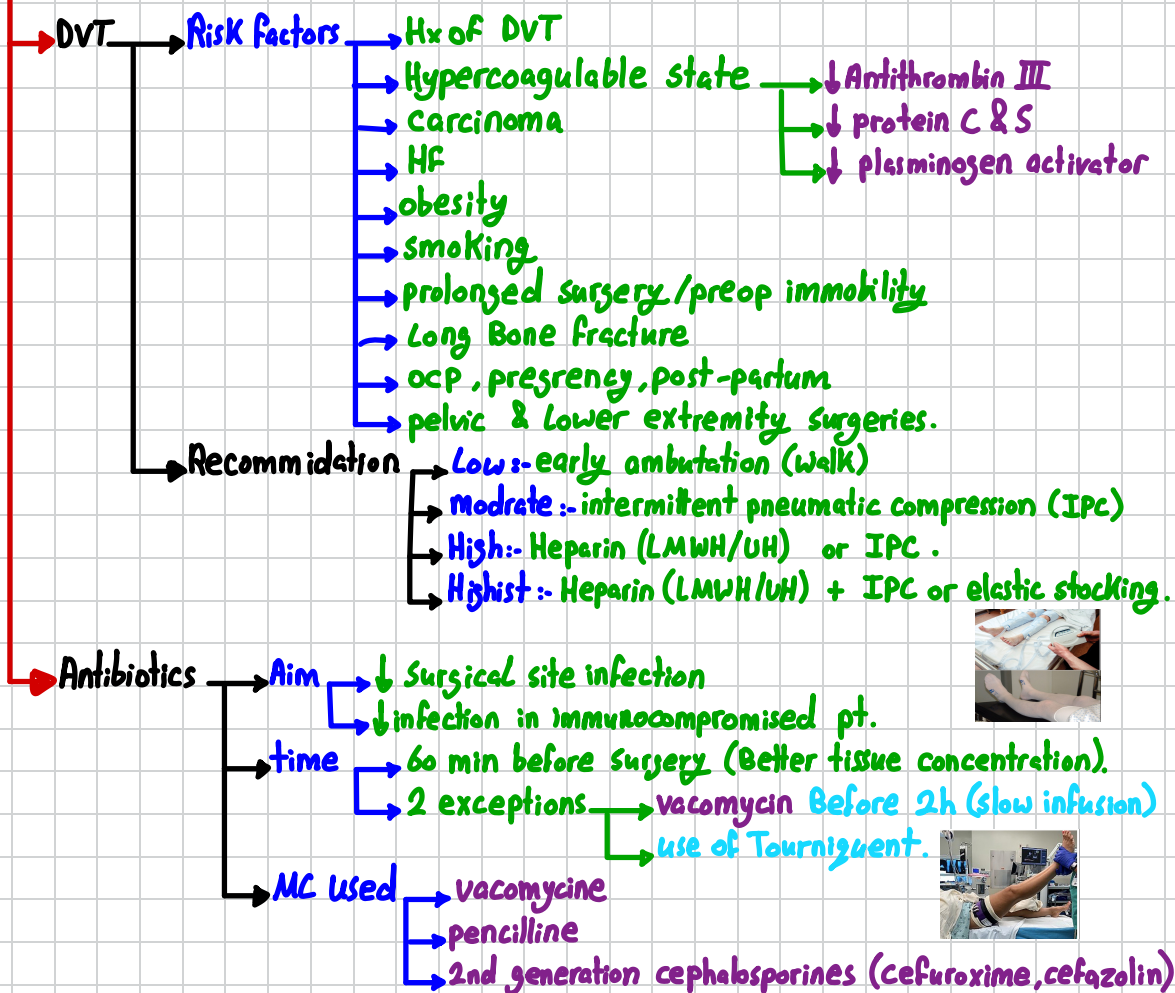 DVT Risk factors Hx of DVT
Hypercoagulable state ↓ Antithrombin III
carcinoma ↓ protein C & S
HF ↓ plasminogen activator
obesity
smoking
prolonged surgery/preop immobility
Long Bone fracture
ocp, pregrency, post-partum
pelvic & Lower extremity surgeries.
Recommidation Low:- early ambutation (walk)
modrate:- intermittent pneumatic compression (IPC)
High:- Heparin (LMWH/UH) or IPC.
Highist:- Heparin (LMWH/UH) + IPC or elastic stocking.
Antibiotics Aim ↓ Surgical site infection
↓ infection in immunocompromised pt.
time 60 min before surgery (Better tissue concentration).
2 exceptions vacomycin Before 2h (slow infusion)
use of Tourniquent.
MC used vacomycine
pencilline
2nd generation cephalosporines (cefuroxime, cefazolin)